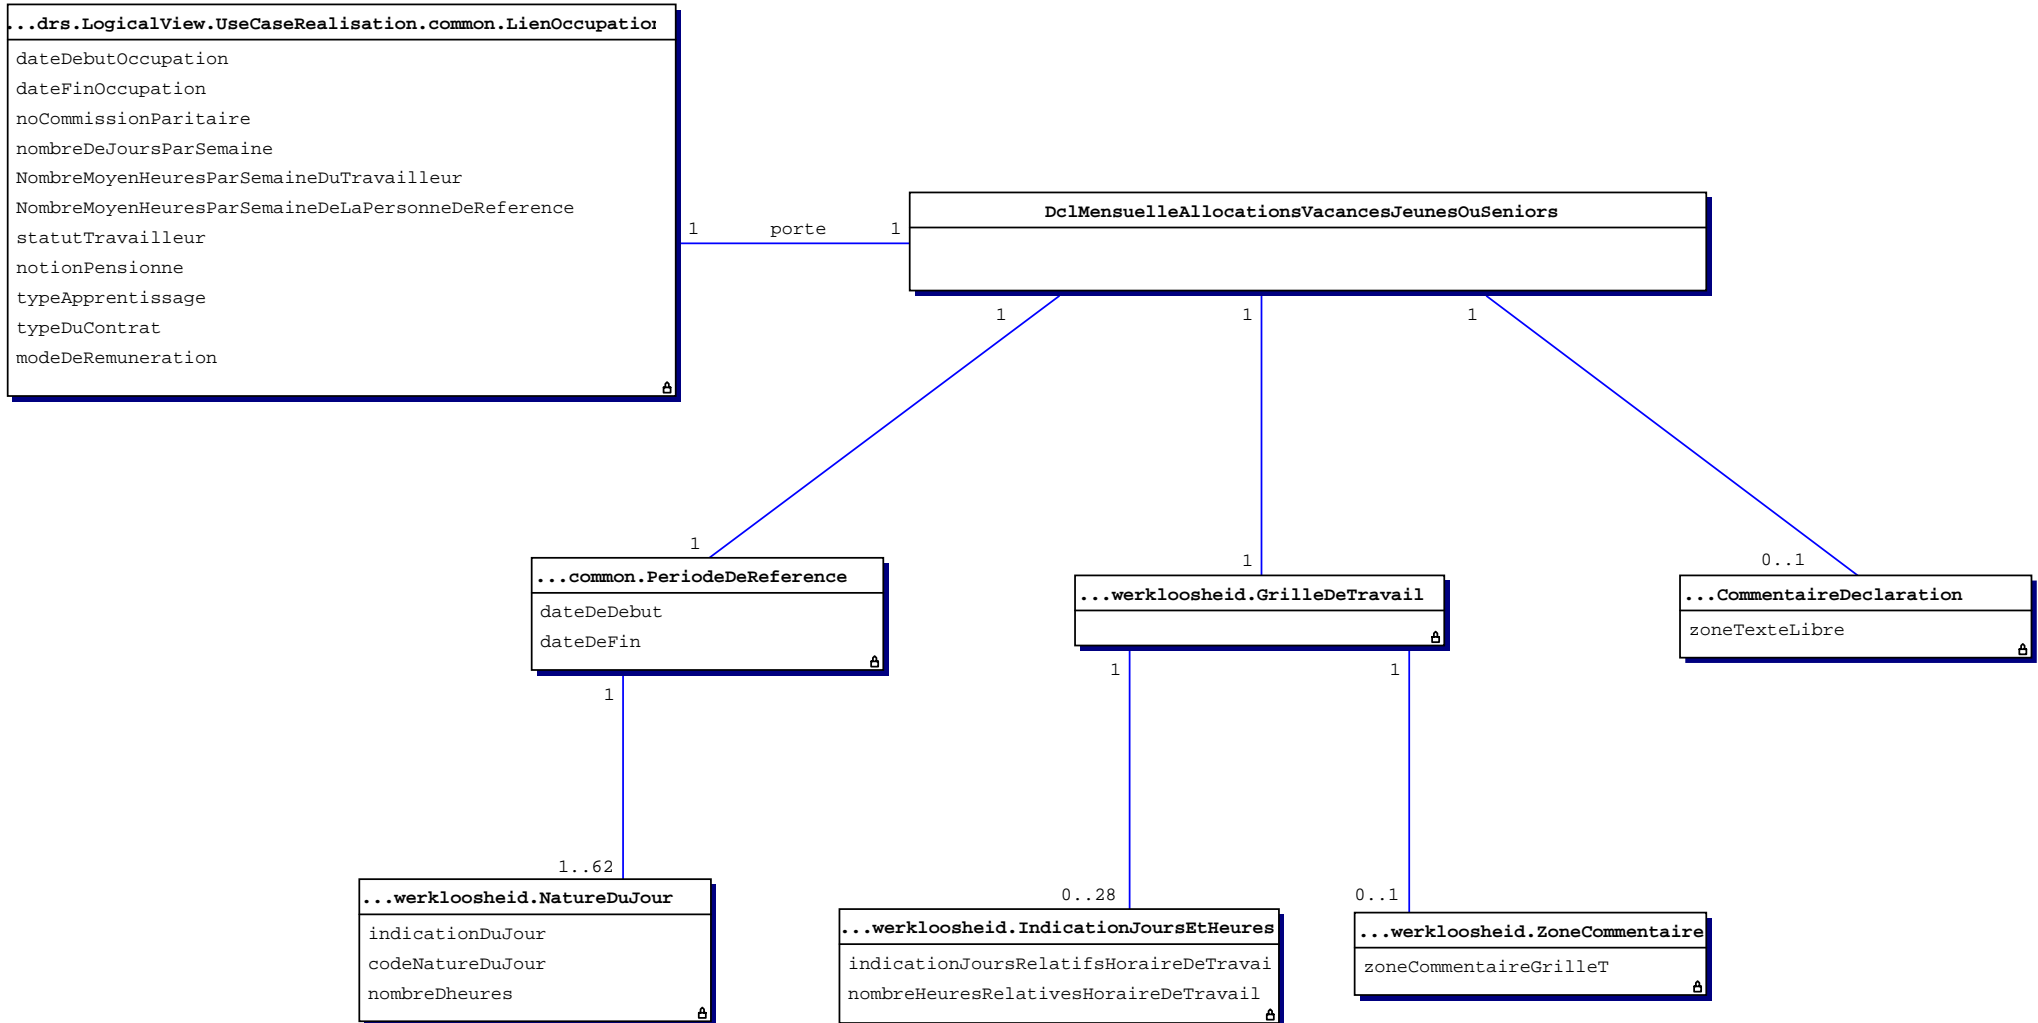 ...drs.LogicalView.UseCaseRealisation.common.LienOccupation
dateDebutOccupation
dateFinOccupation
noCommissionParitaire
nombreDeJoursParSemaine
NombreMoyenHeuresParSemaineDuTravailleur
NombreMoyenHeuresParSemaineDeLaPersonneDeReference
statutTravailleur
notionPensionne
typeApprentissage
typeDuContrat
modeDeRemuneration
1 porte 1
DclMensuelleAllocationsVacancesJeunesOuSeniors
1 1 1
1 1 0..1
...common.PeriodeDeReference
dateDeDebut
dateDeFin
...werkloosheid.GrilleDeTravail
...CommentaireDeclaration
zoneTexteLibre
1 1 1
1..62 0..28 0..1
...werkloosheid.NatureDuJour
indicationDuJour
codeNatureDuJour
nombreDheures
...werkloosheid.IndicationJoursEtHeures
indicationJoursRelatifsHoraireDeTravai
nombreHeuresRelativesHoraireDeTravail
...werkloosheid.ZoneCommentaire
zoneCommentaireGrilleT